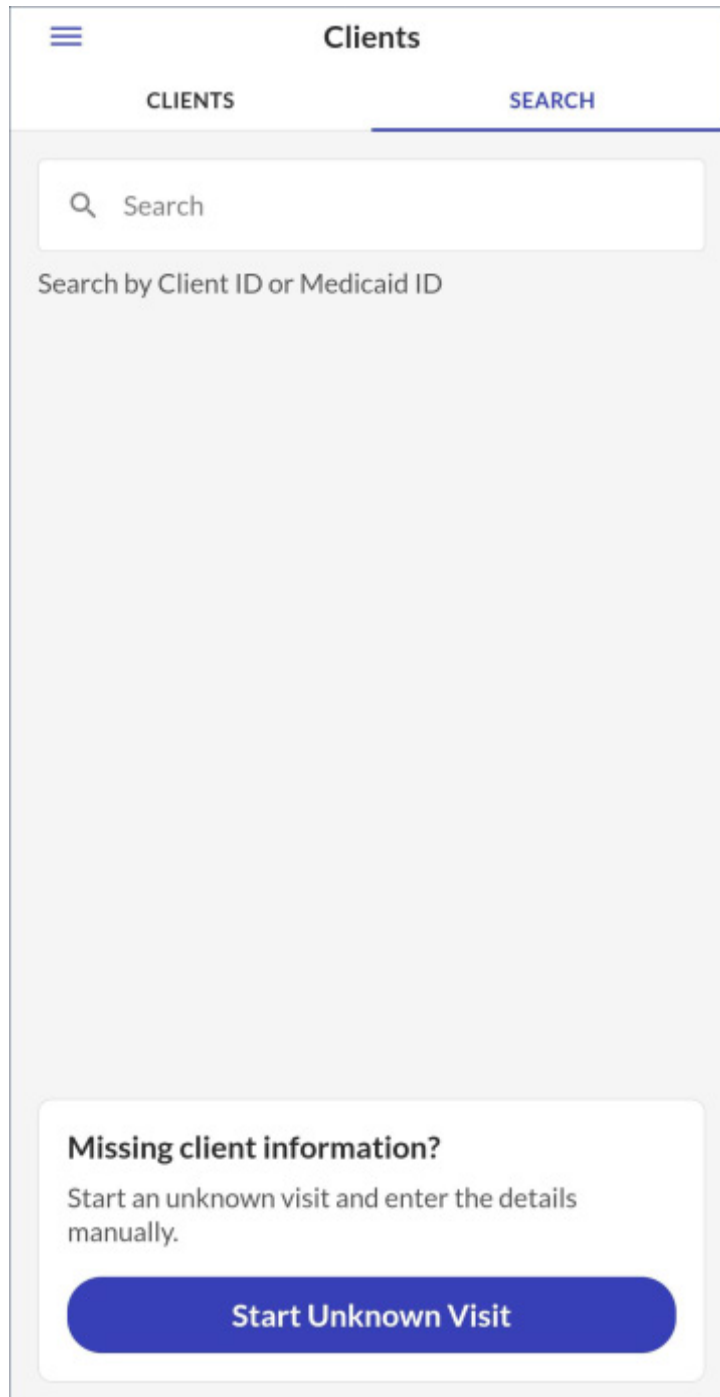 Clients
CLIENTS
SEARCH
Search
Search by Client ID or Medicaid ID
Missing client information?
Start an unknown visit and enter the details
manually.
Start Unknown Visit